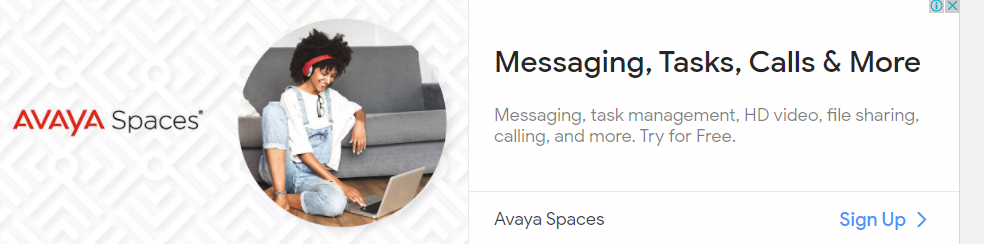 AVAYA Spaces
Messaging, Tasks, Calls & More
Messaging, task management, HD video, file sharing,
calling, and more. Try for Free.
Avaya Spaces
Sign Up